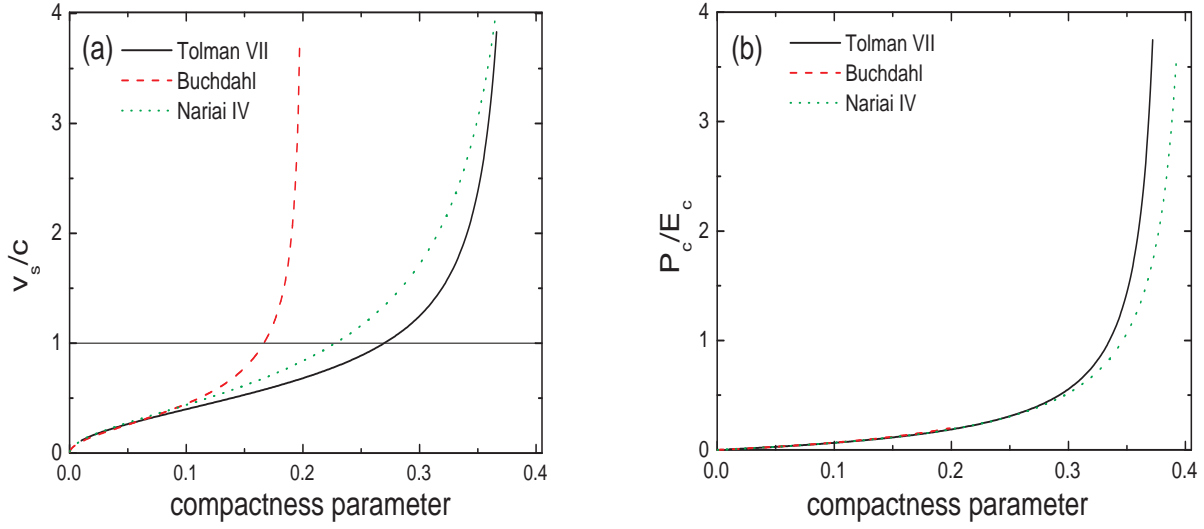 (a)
Tolman VII
Buchdahl
Nariai IV
4
3
2
1
0
v_s/c
0.0 0.1 0.2 0.3 0.4
compactness parameter
(b)
Tolman VII
Buchdahl
Nariai IV
4
3
2
1
0
P_c/E_c
0.0 0.1 0.2 0.3 0.4
compactness parameter